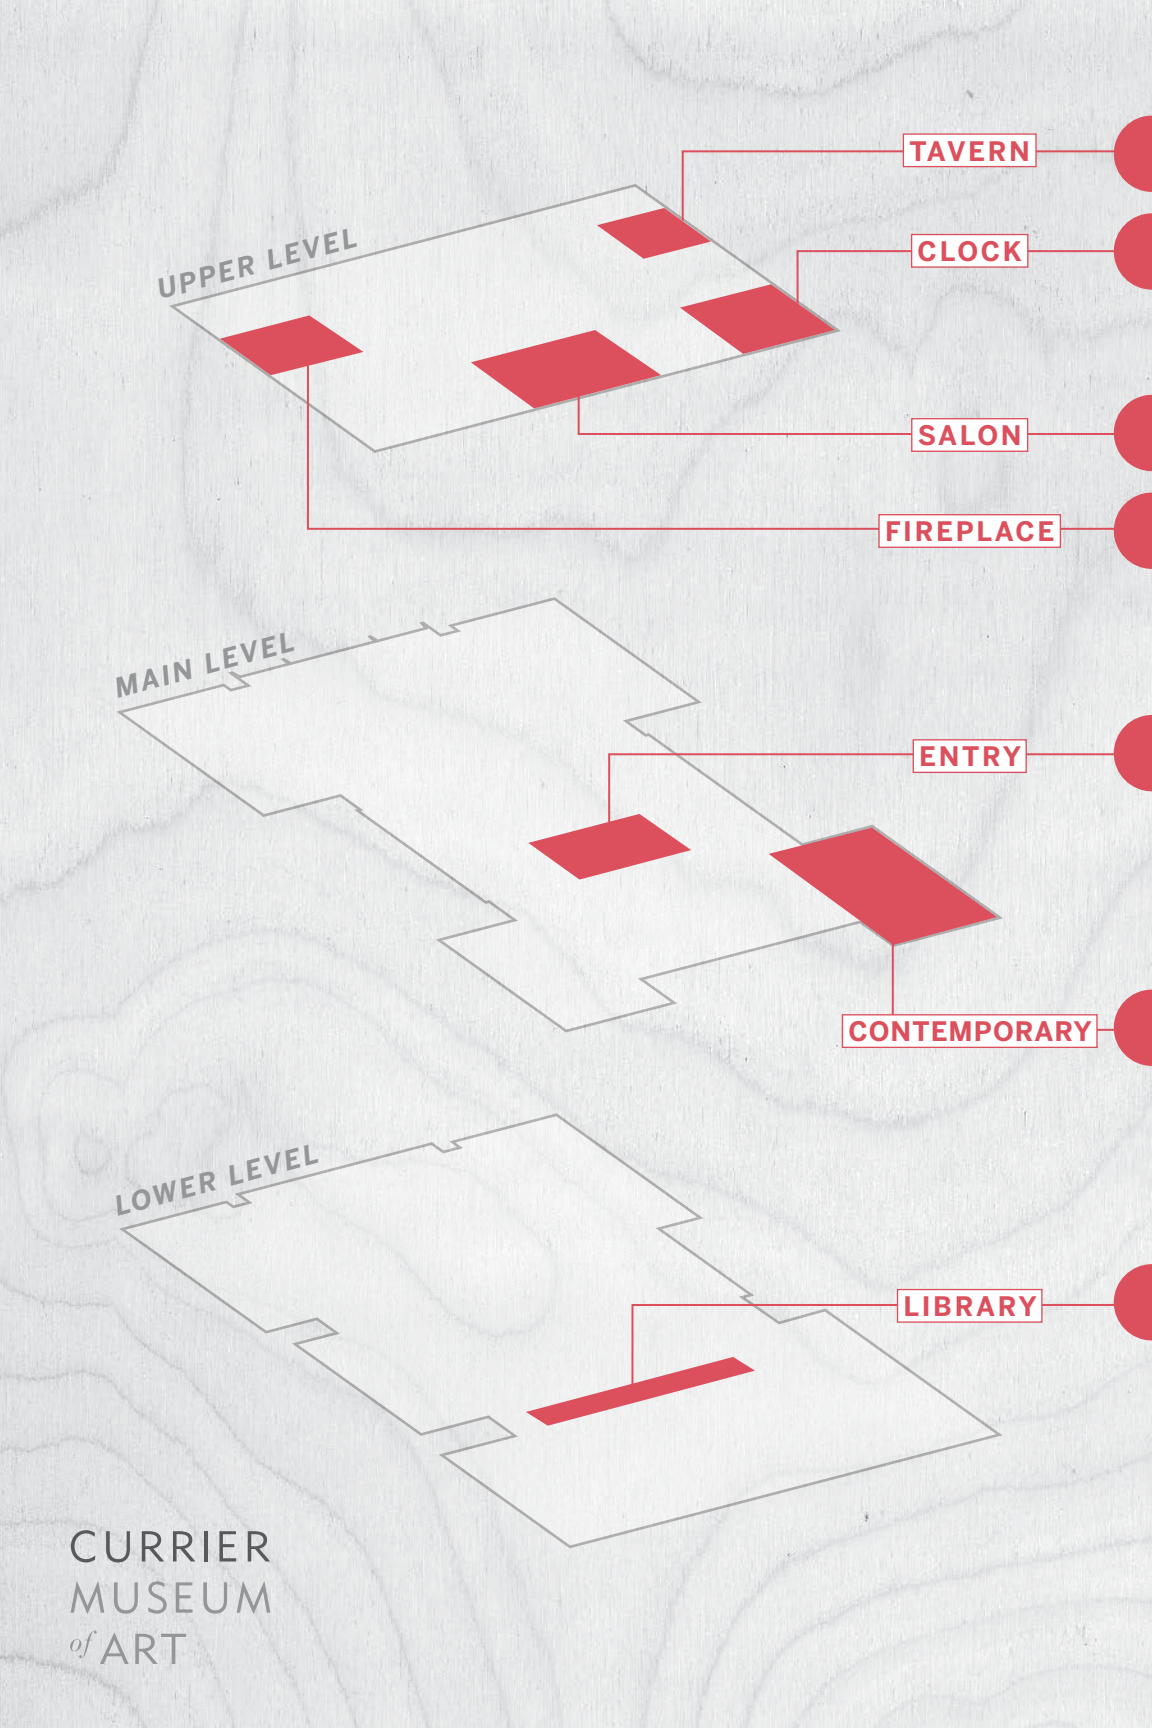 TAVERN
CLOCK
UPPER LEVEL
SALON
FIREPLACE
MAIN LEVEL
ENTRY
CONTEMPORARY
LOWER LEVEL
LIBRARY
CURRIER
MUSEUM
of ART